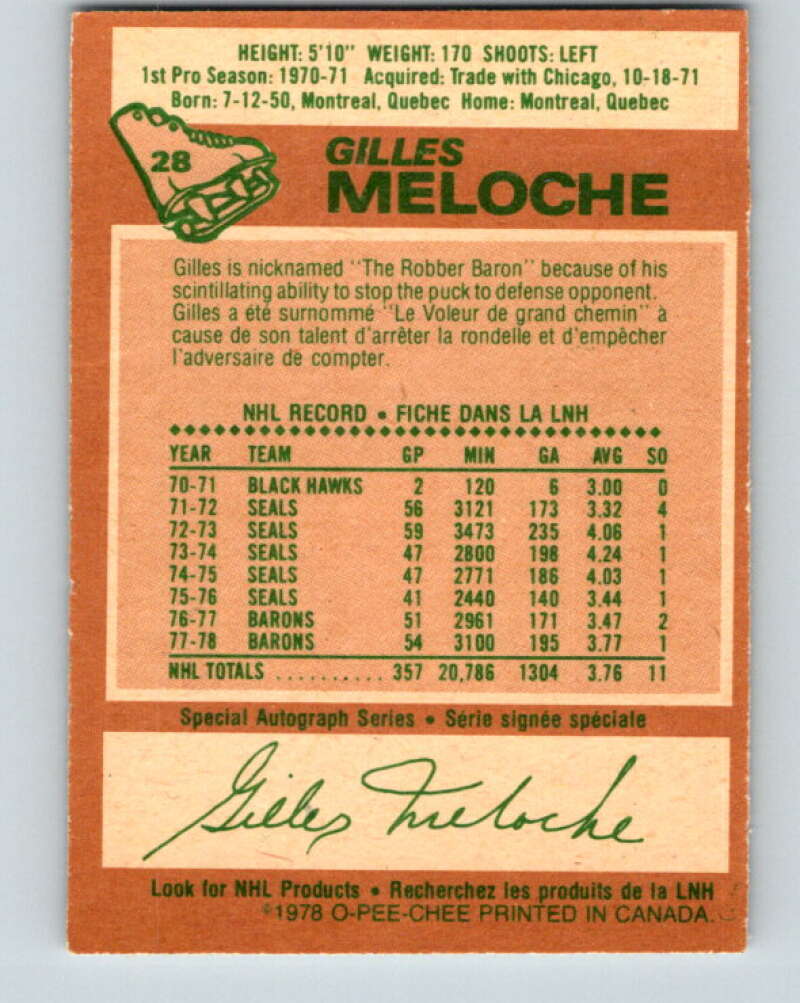 HEIGHT: 5'10" WEIGHT: 170 SHOOTS: LEFT
1st Pro Season: 1970-71 Acquired: Trade with Chicago, 10-18-71
Born: 7-12-50, Montreal, Quebec Home: Montreal, Quebec
28
GILLES
MELOCHE
Gilles is nicknamed "The Robber Baron" because of his
scintillating ability to stop the puck to defense opponent.
Gilles a été surnommé "Le Voleur de grand chemin" à
cause de son talent d'arrêter la rondelle et d'empêcher
l'adversaire de compter.
NHL RECORD • FICHE DANS LA LNH
YEAR TEAM GP MIN GA AVG SO
70-71 BLACK HAWKS 2 120 6 3.00 0
71-72 SEALS 56 3121 173 3.32 4
72-73 SEALS 59 3473 235 4.06 1
73-74 SEALS 47 2800 198 4.24 1
74-75 SEALS 47 2771 186 4.03 1
75-76 SEALS 41 2440 140 3.44 1
76-77 BARONS 51 2961 171 3.47 2
77-78 BARONS 54 3100 195 3.77 1
NHL TOTALS .......... 357 20,786 1304 3.76 11
Special Autograph Series • Série signée spéciale
Gilles Meloche
Look for NHL Products • Recherchez les produits de la LNH
©1978 O-PEE-CHEE PRINTED IN CANADA.